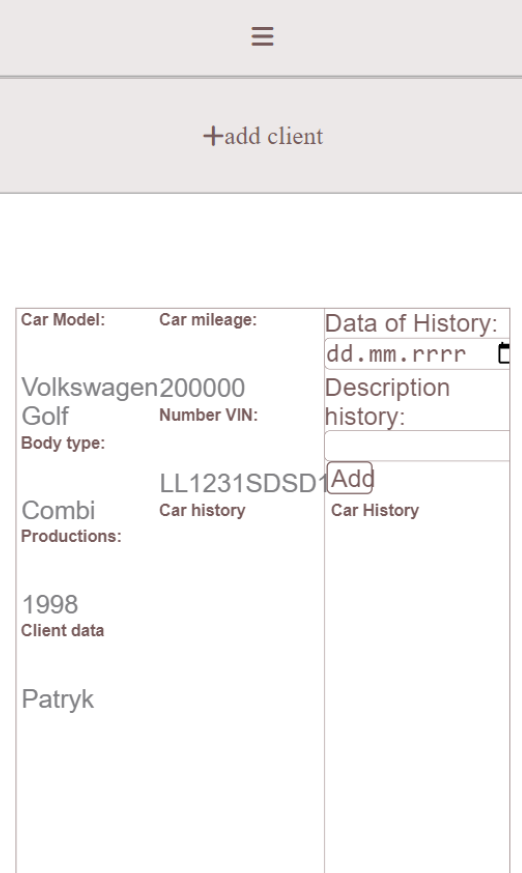 +add client
Car Model:
Volkswagen
Golf
Body type:
Combi
Productions:
1998
Client data
Patryk
Car mileage:
200000
Number VIN:
LL1231SDSD1
Car history
Data of History:
dd.mm.rrrr
Description
history:
Add
Car History